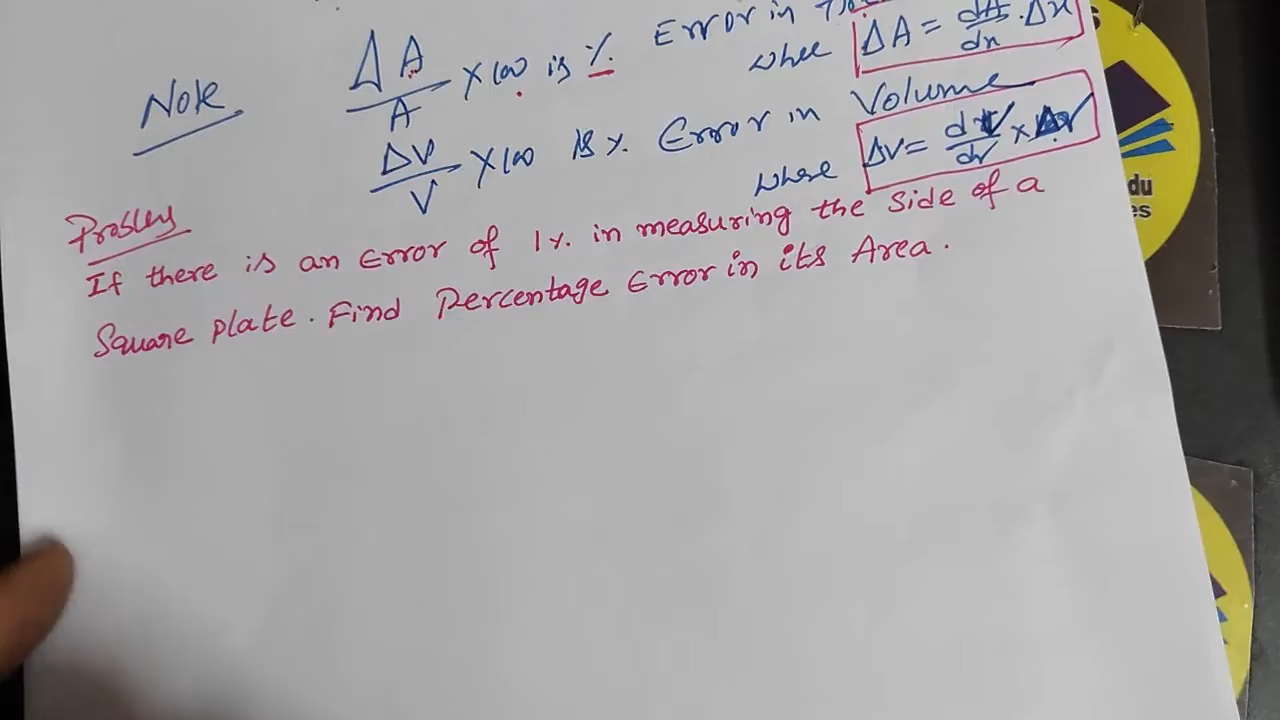 Note ΔA/A ×100 is % Error in
where ΔA = dA/dx . Δx
ΔV/V ×100 is % Error in Volume
where ΔV = dV/dr ×
Problem
If there is an Error of 1%. in measuring the side of a
Square plate. Find Percentage Error in its Area.
du
es